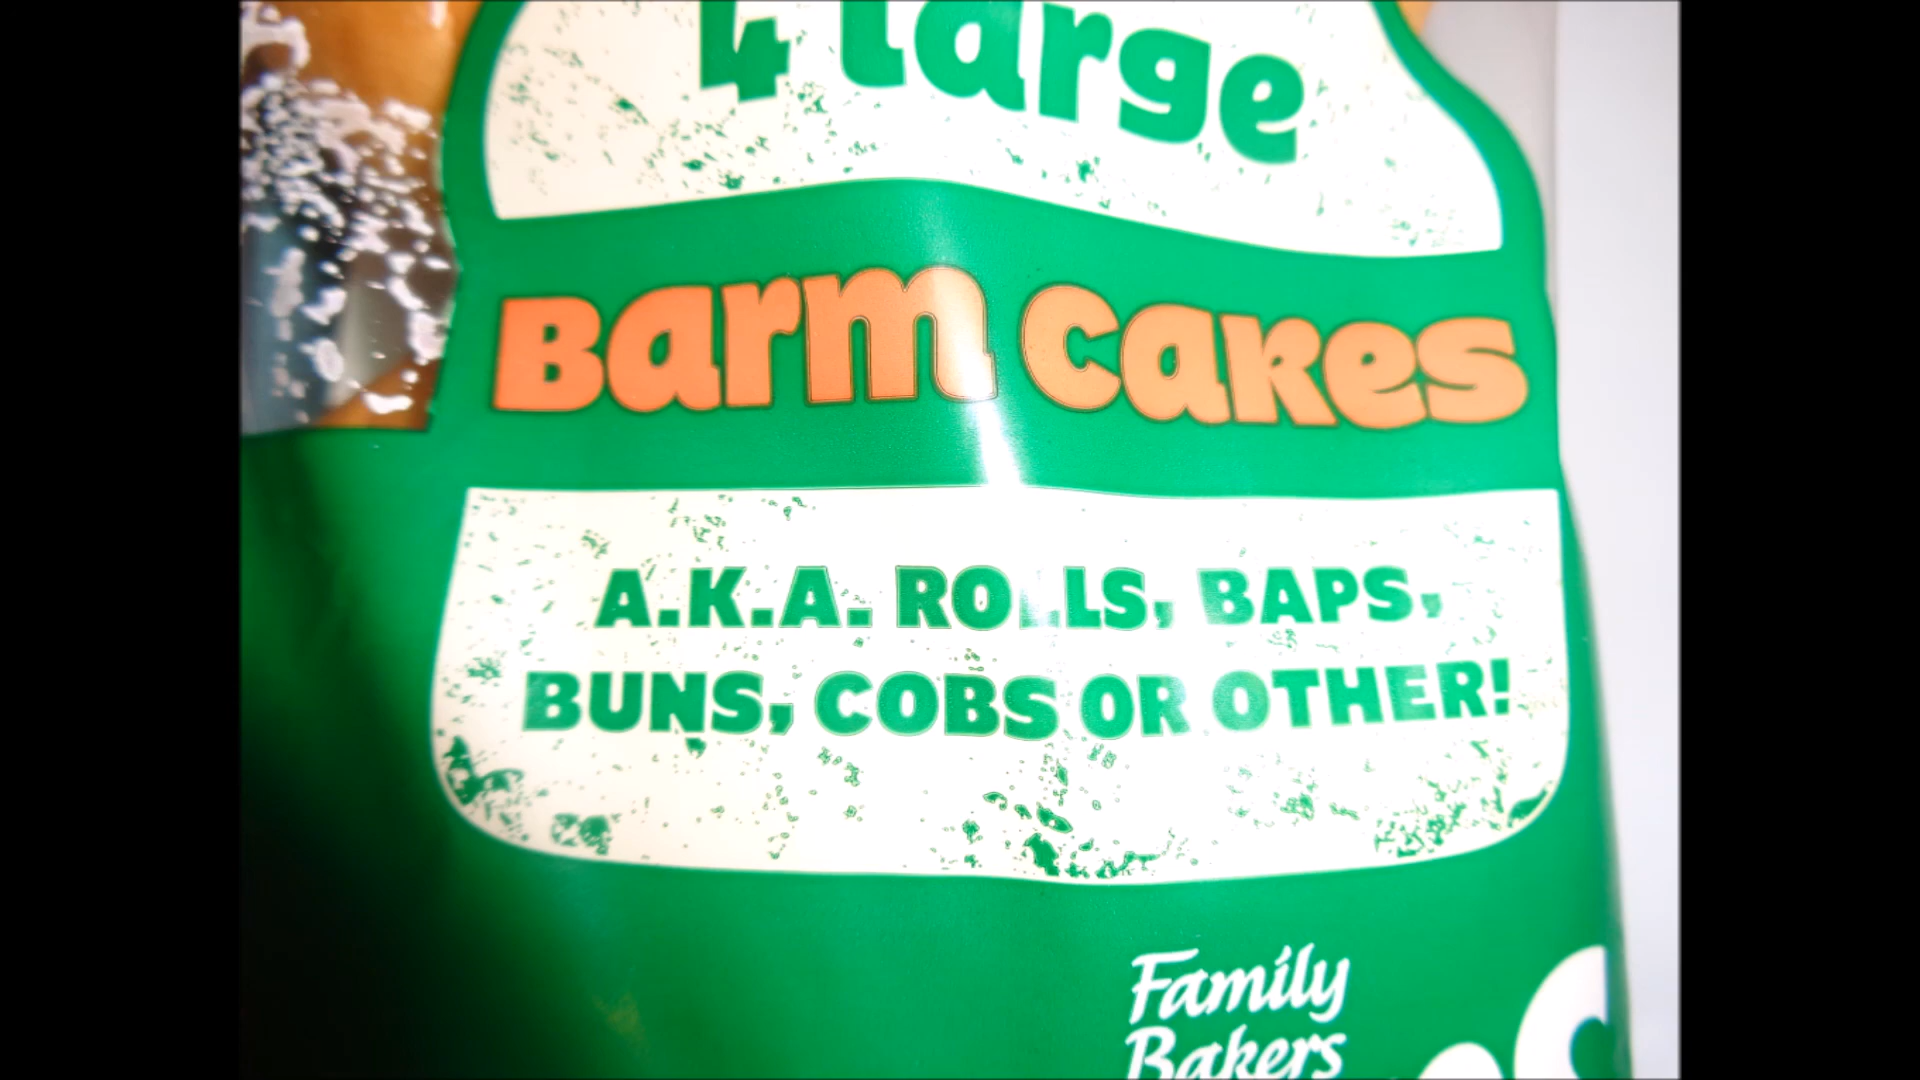 4 Large
Barm Cakes
A.K.A. ROLLS, BAPS,
BUNS, COBS OR OTHER!
Family
Bakers